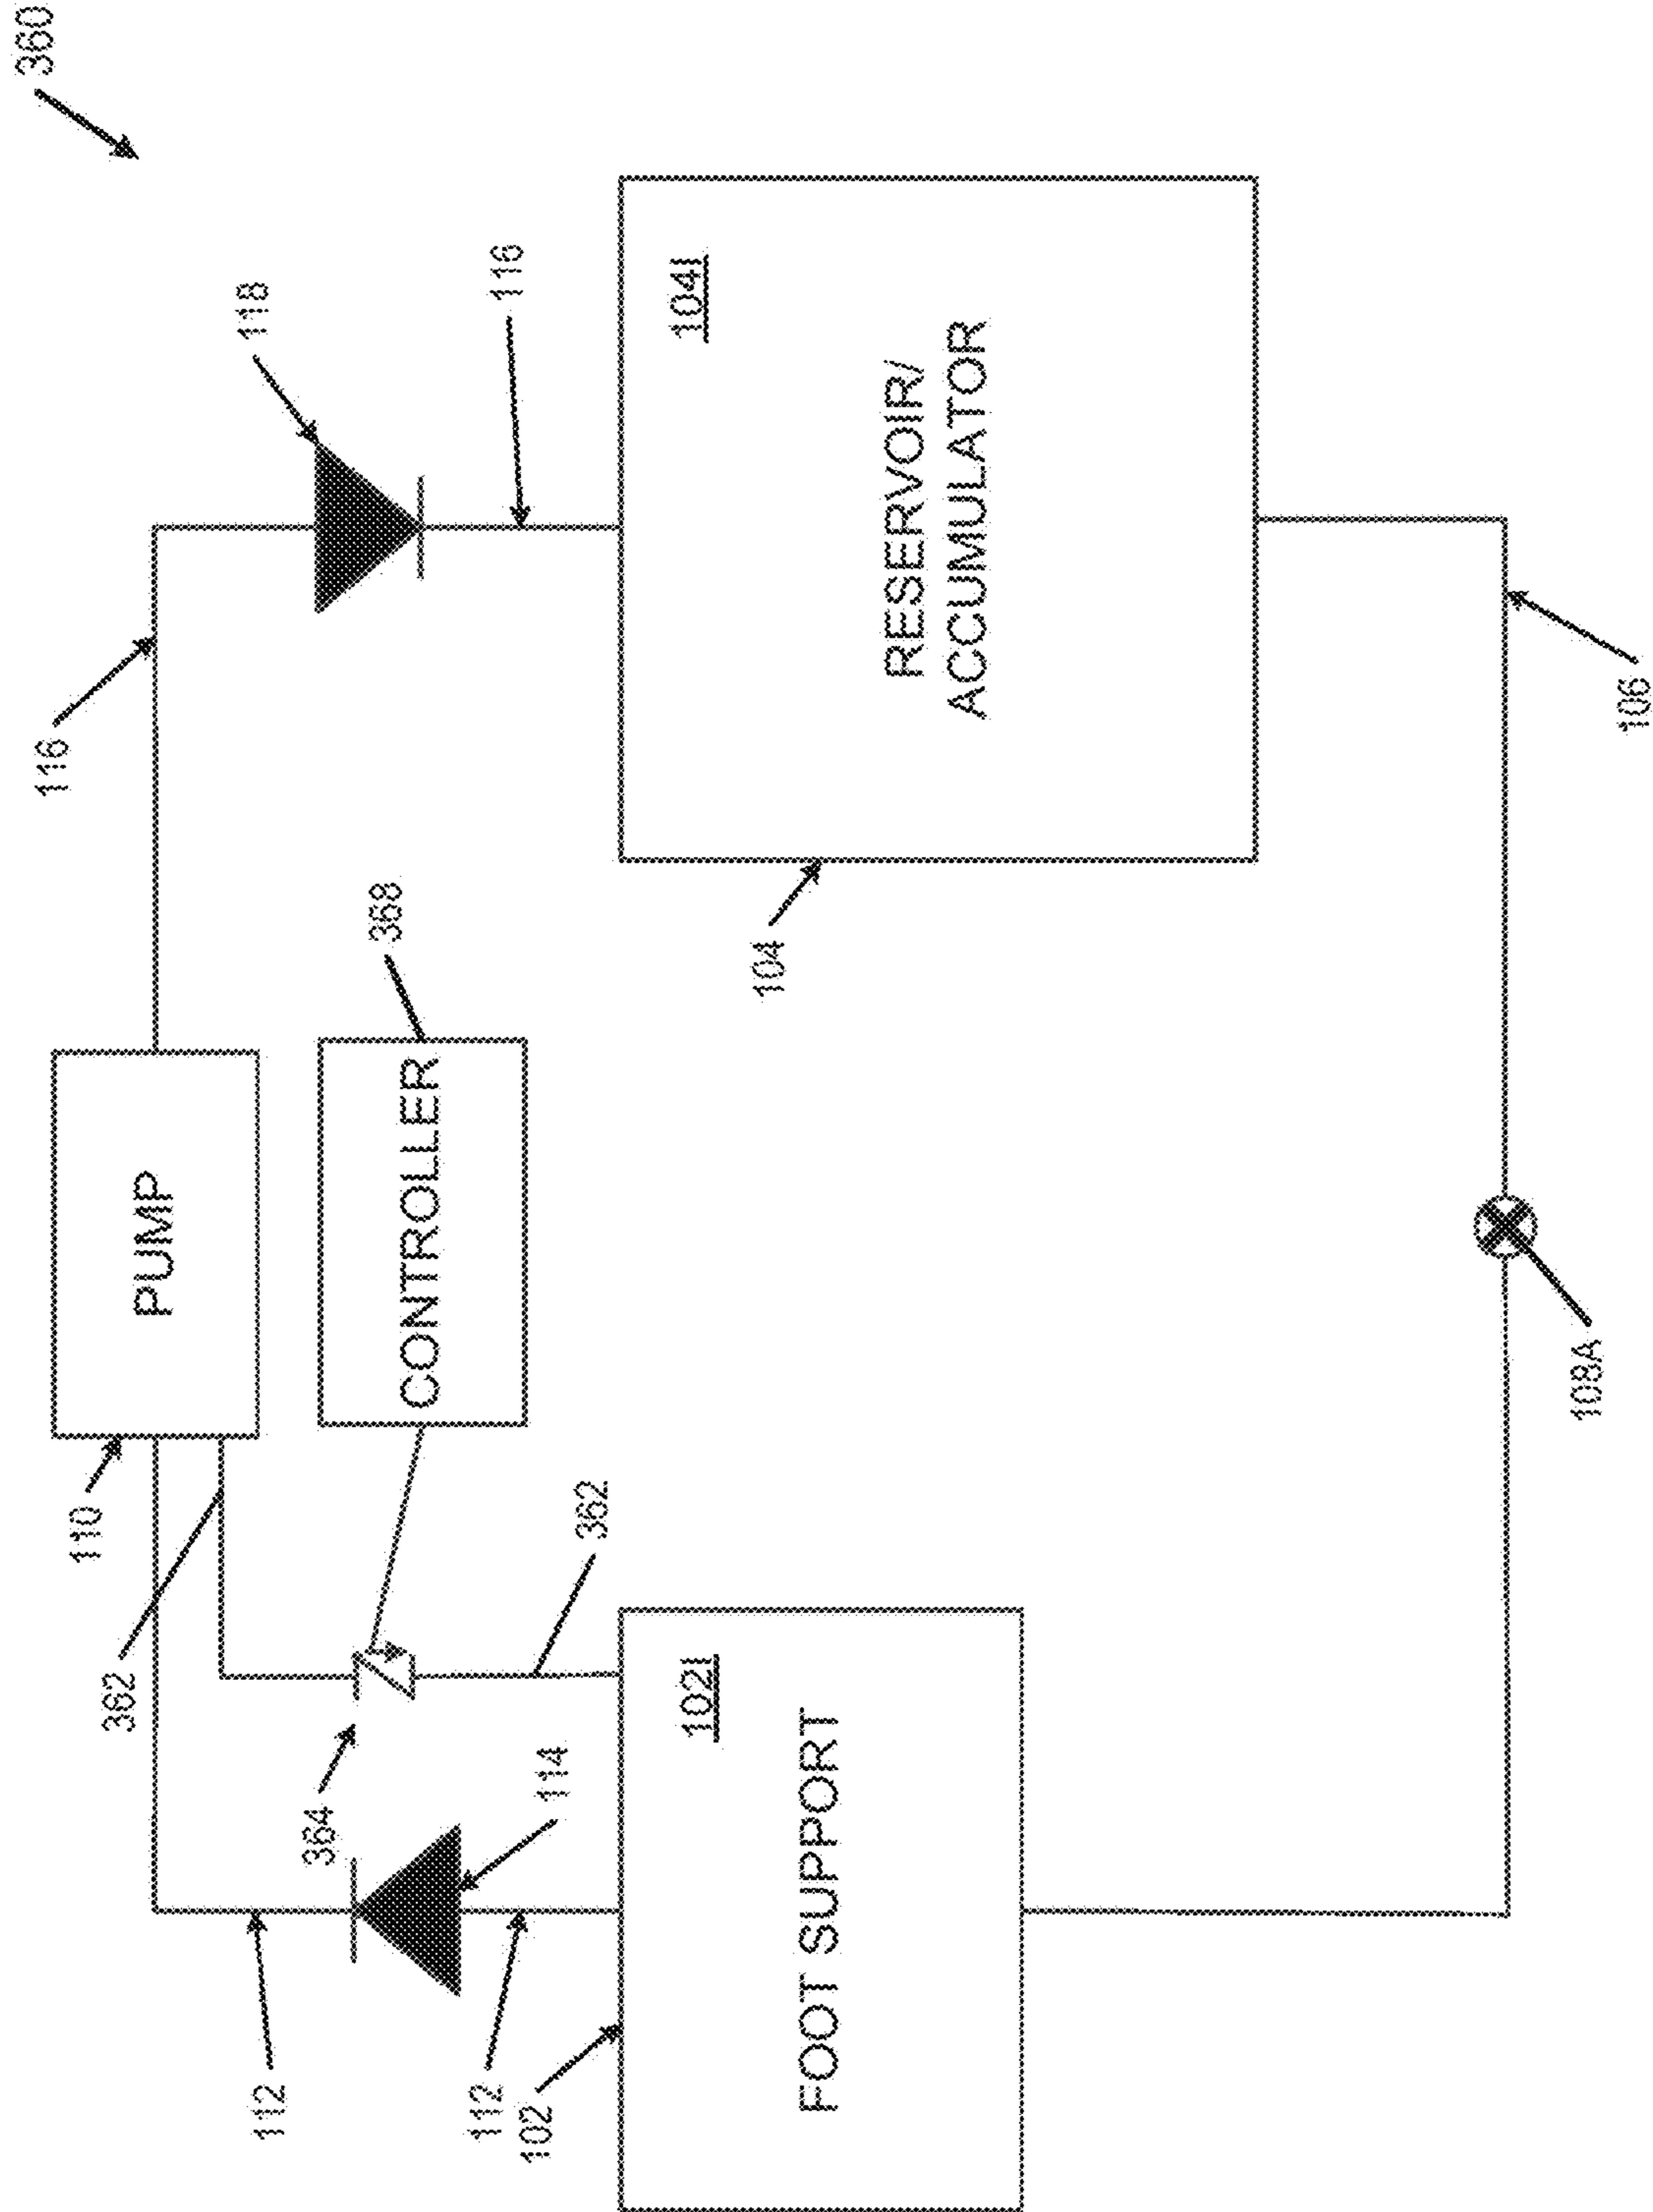 360
116
110
362
PUMP
118
112
364
368
CONTROLLER
112
116
102
114
362
102I
104I
104
FOOT SUPPORT
RESERVOIR/
ACCUMULATOR
108A
106